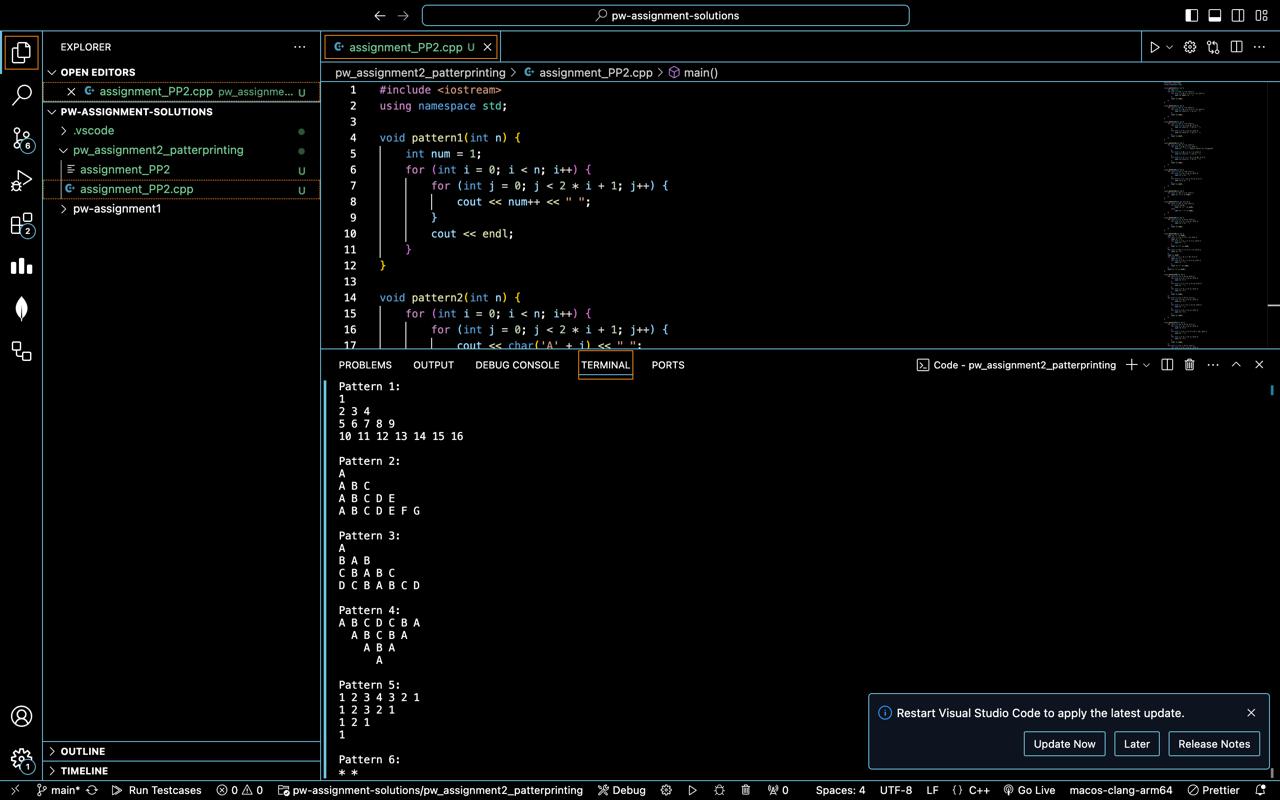 pw-assignment-solutions
EXPLORER
OPEN EDITORS
assignment_PP2.cpp pw_assignme... U
PW-ASSIGNMENT-SOLUTIONS
.vscode
pw_assignment2_patterprinting
assignment_PP2 U
assignment_PP2.cpp U
pw-assignment1
OUTLINE
TIMELINE
6
2
1
assignment_PP2.cpp U
pw_assignment2_patterprinting > assignment_PP2.cpp > main()
1 #include <iostream>
2 using namespace std;
3
4 void pattern1(int n) {
5 int num = 1;
6 for (int i = 0; i < n; i++) {
7 for (int j = 0; j < 2 * i + 1; j++) {
8 cout << num++ << " ";
9 }
10 cout << endl;
11 }
12 }
13
14 void pattern2(int n) {
15 for (int i = 0; i < n; i++) {
16 for (int j = 0; j < 2 * i + 1; j++) {
17 cout << char('A' + j) << " ";
PROBLEMS OUTPUT DEBUG CONSOLE TERMINAL PORTS
Code - pw_assignment2_patterprinting
Pattern 1:
1
2 3 4
5 6 7 8 9
10 11 12 13 14 15 16
Pattern 2:
A
A B C
A B C D E
A B C D E F G
Pattern 3:
A
B A B
C B A B C
D C B A B C D
Pattern 4:
A B C D C B A
A B C B A
A B A
A
Pattern 5:
1 2 3 4 3 2 1
1 2 3 2 1
1 2 1
1
Pattern 6:
* *
Restart Visual Studio Code to apply the latest update.
Update Now Later Release Notes
main* Run Testcases 0 0 pw-assignment-solutions/pw_assignment2_patterprinting Debug 0 Spaces: 4 UTF-8 LF {} C++ Go Live macos-clang-arm64 Prettier